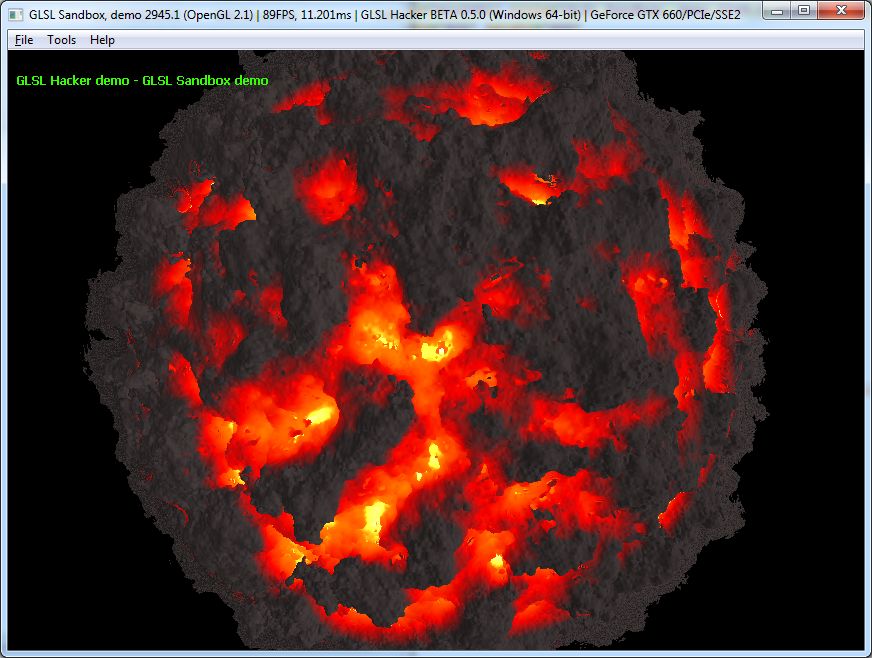 GLSL Sandbox, demo 2945.1 (OpenGL 2.1) | 89FPS, 11.201ms | GLSL Hacker BETA 0.5.0 (Windows 64-bit) | GeForce GTX 660/PCIe/SSE2
File Tools Help
GLSL Hacker demo - GLSL Sandbox demo